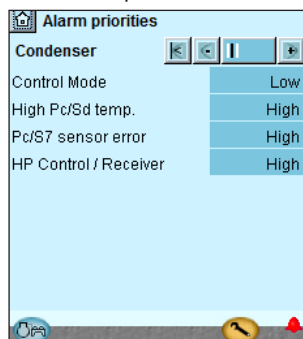 Alarm priorities
Condenser
Control Mode Low
High Pc/Sd temp. High
Pc/S7 sensor error High
HP Control / Receiver High